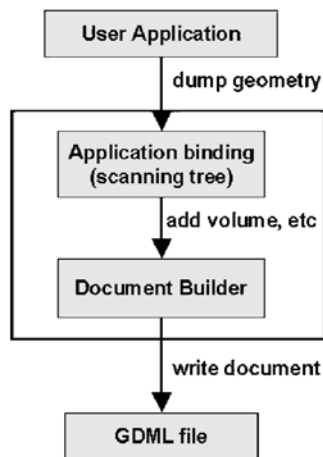 User Application
dump geometry
Application binding
(scanning tree)
add volume, etc
Document Builder
write document
GDML file